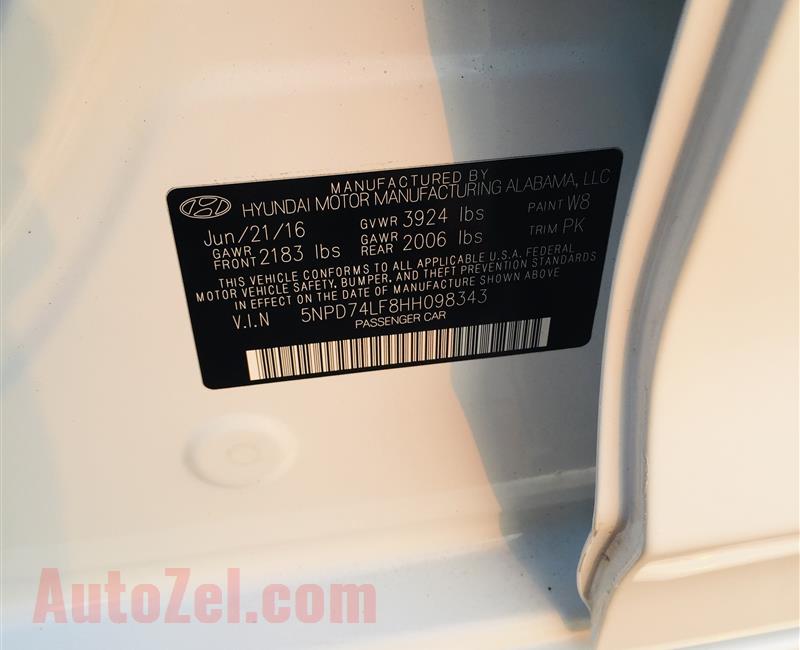 MANUFACTURED BY
HYUNDAI MOTOR MANUFACTURING ALABAMA, LLC
Jun/21/16 GVWR 3924 lbs PAINT W8
GAWR FRONT 2183 lbs GAWR REAR 2006 lbs TRIM PK
THIS VEHICLE CONFORMS TO ALL APPLICABLE U.S.A. FEDERAL
MOTOR VEHICLE SAFETY, BUMPER, AND THEFT PREVENTION STANDARDS
IN EFFECT ON THE DATE OF MANUFACTURE SHOWN ABOVE
V.I.N 5NPD74LF8HH098343
PASSENGER CAR
AutoZel.com